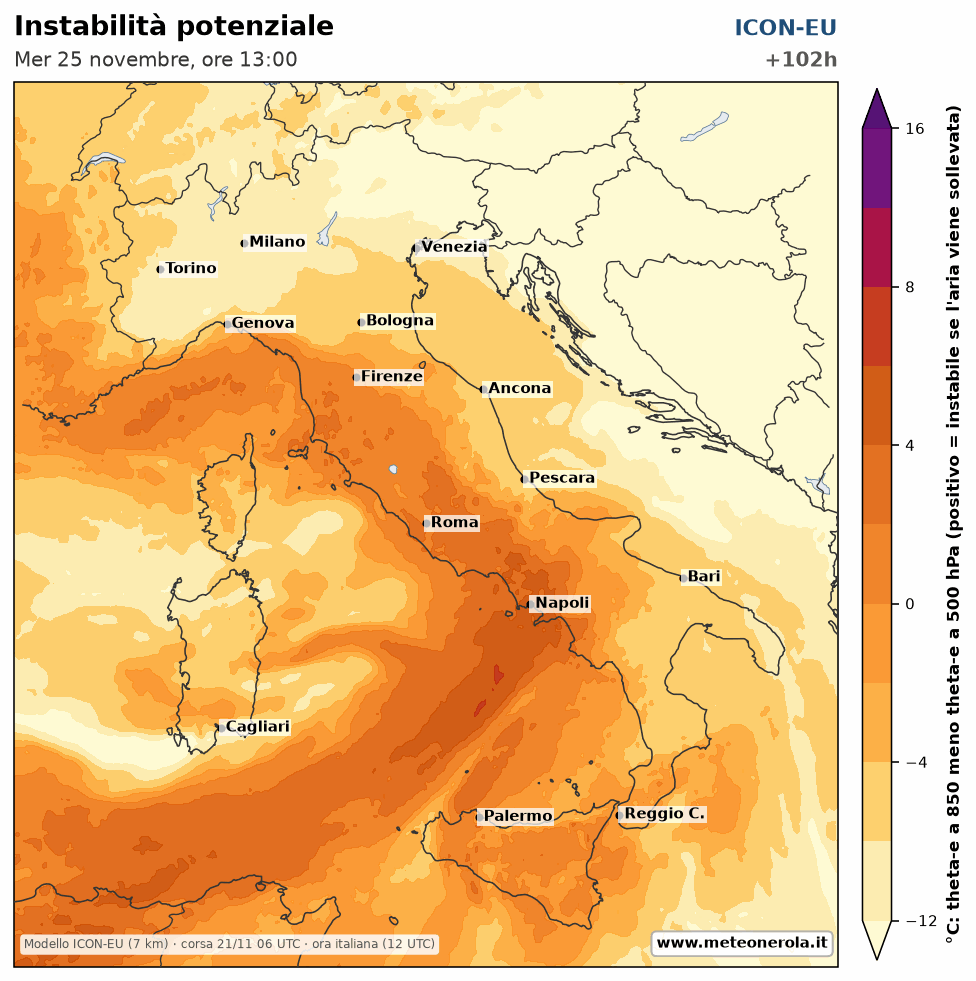 Instabilità potenziale
ICON-EU
Mer 25 novembre, ore 13:00
+102h
Milano
Venezia
Torino
Genova
Bologna
Firenze
Ancona
Pescara
Roma
Bari
Napoli
Cagliari
Palermo
Reggio C.
Modello ICON-EU (7 km) · corsa 21/11 06 UTC · ora italiana (12 UTC)
www.meteonerola.it
16
8
4
0
−4
−12
°C: theta-e a 850 meno theta-e a 500 hPa (positivo = instabile se l'aria viene sollevata)